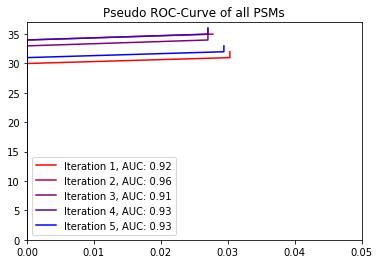 Pseudo ROC-Curve of all PSMs
35
30
25
20
15
10
5
0
Iteration 1, AUC: 0.92
Iteration 2, AUC: 0.96
Iteration 3, AUC: 0.91
Iteration 4, AUC: 0.93
Iteration 5, AUC: 0.93
0.00 0.01 0.02 0.03 0.04 0.05